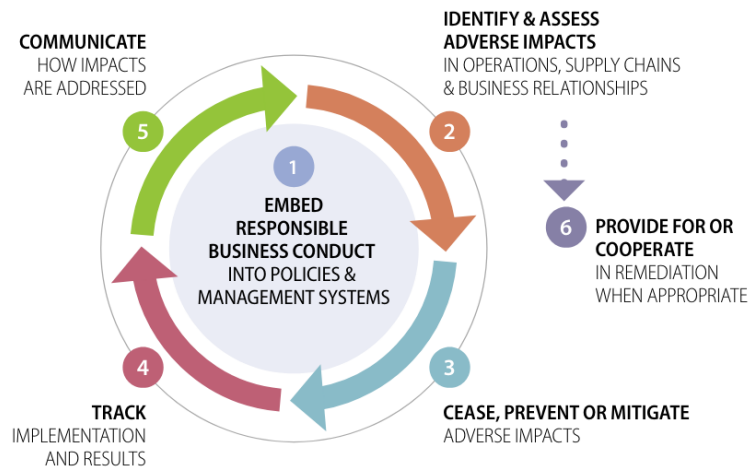 1
EMBED
RESPONSIBLE
BUSINESS CONDUCT
INTO POLICIES &
MANAGEMENT SYSTEMS
2
IDENTIFY & ASSESS
ADVERSE IMPACTS
IN OPERATIONS, SUPPLY CHAINS
& BUSINESS RELATIONSHIPS
3
CEASE, PREVENT OR MITIGATE
ADVERSE IMPACTS
4
TRACK
IMPLEMENTATION
AND RESULTS
5
COMMUNICATE
HOW IMPACTS
ARE ADDRESSED
6
PROVIDE FOR OR
COOPERATE
IN REMEDIATION
WHEN APPROPRIATE